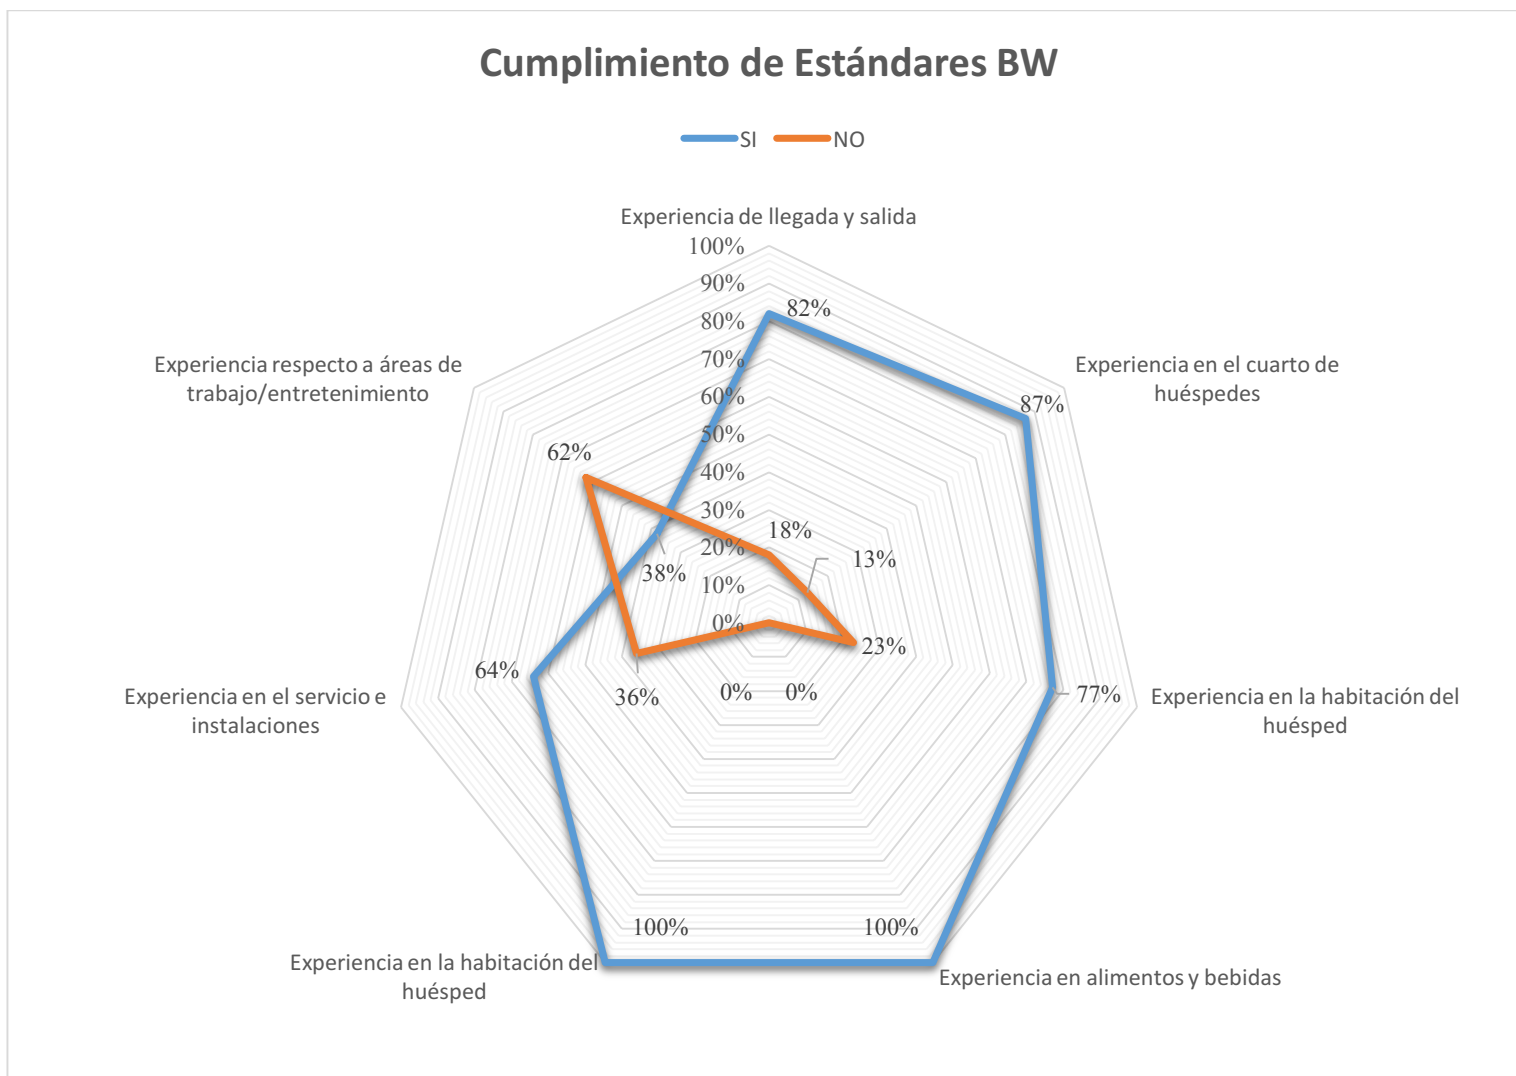 Cumplimiento de Estándares BW
SI
NO
Experiencia de llegada y salida
100%
90%
80%
70%
60%
50%
40%
30%
20%
10%
0%
82%
Experiencia en el cuarto de
huéspedes
87%
Experiencia respecto a áreas de
trabajo/entretenimiento
62%
18%
13%
38%
23%
64%
36%
0%
0%
77%
Experiencia en la habitación del
huésped
Experiencia en el servicio e
instalaciones
100%
100%
Experiencia en la habitación del
huésped
Experiencia en alimentos y bebidas